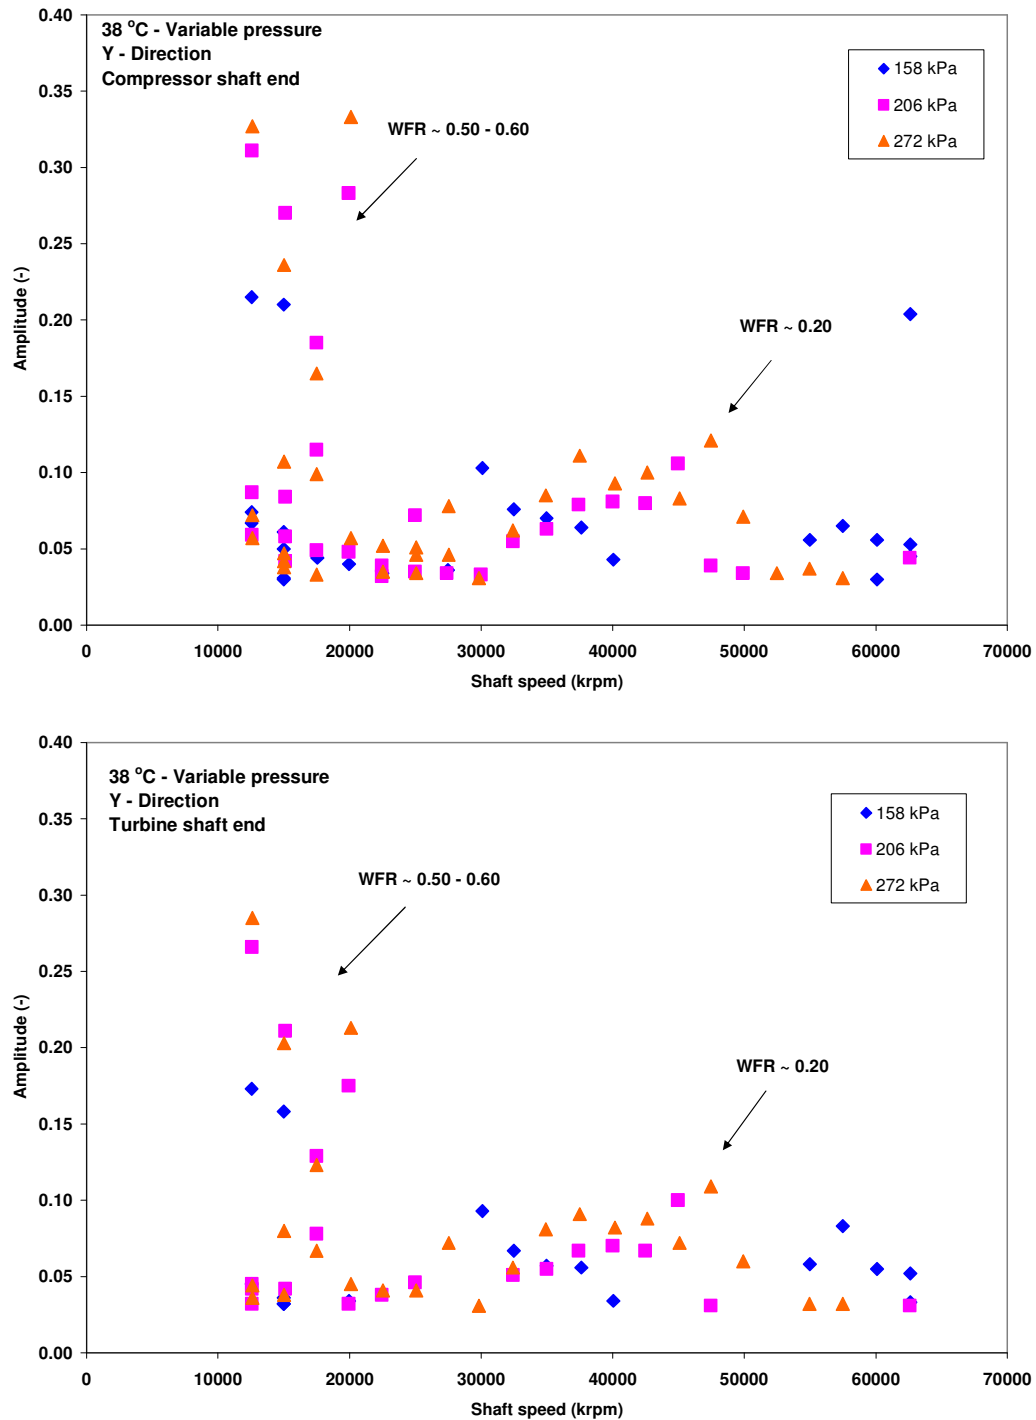 38 °C - Variable pressure
Y - Direction
Compressor shaft end
158 kPa
206 kPa
272 kPa
WFR ~ 0.50 - 0.60
WFR ~ 0.20
Amplitude (-)
0.40
0.35
0.30
0.25
0.20
0.15
0.10
0.05
0.00
0 10000 20000 30000 40000 50000 60000 70000
Shaft speed (krpm)
38 °C - Variable pressure
Y - Direction
Turbine shaft end
158 kPa
206 kPa
272 kPa
WFR ~ 0.50 - 0.60
WFR ~ 0.20
Amplitude (-)
0.40
0.35
0.30
0.25
0.20
0.15
0.10
0.05
0.00
0 10000 20000 30000 40000 50000 60000 70000
Shaft speed (krpm)